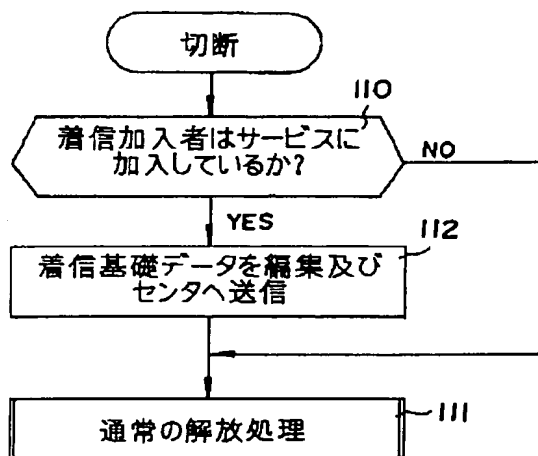 切断
110
着信加入者はサービスに
加入しているか?
NO
YES
112
着信基礎データを編集及び
センタへ送信
通常の解放処理
111